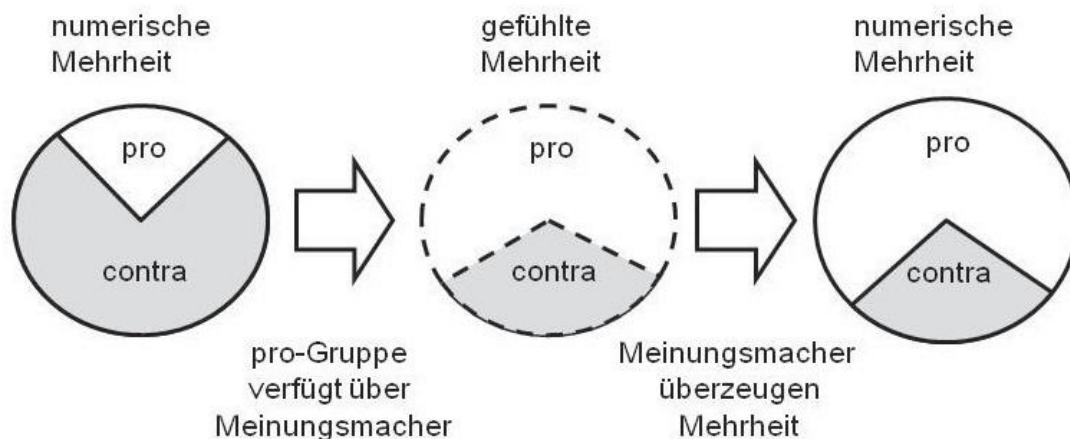 numerische
Mehrheit
gefühlte
Mehrheit
numerische
Mehrheit
pro
contra
pro
contra
pro
contra
pro-Gruppe
verfügt über
Meinungsmacher
Meinungsmacher
überzeugen
Mehrheit